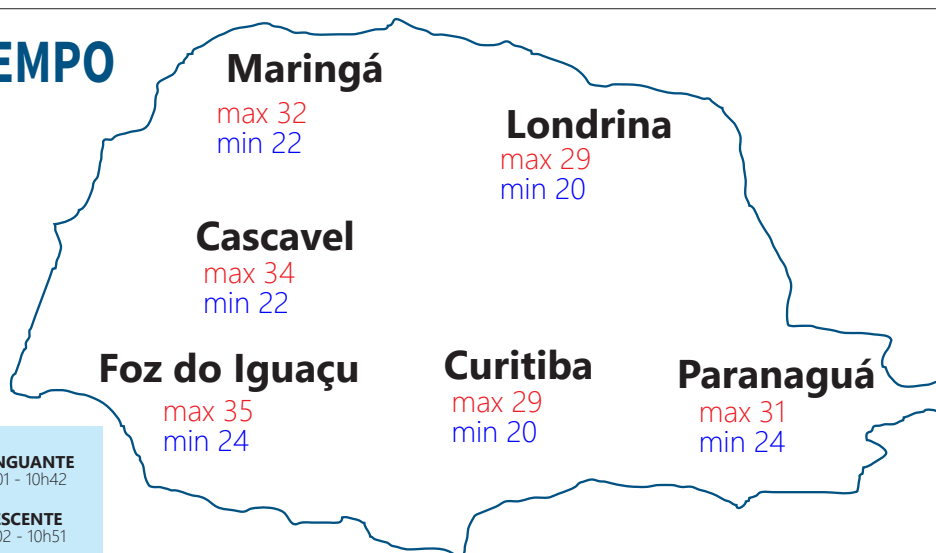 EMPO
Maringá
max 32
min 22
Londrina
max 29
min 20
Cascavel
max 34
min 22
Foz do Iguaçu
max 35
min 24
Curitiba
max 29
min 20
Paranaguá
max 31
min 24
NGUANTE
01 - 10h42
ESCENTE
02 - 10h51